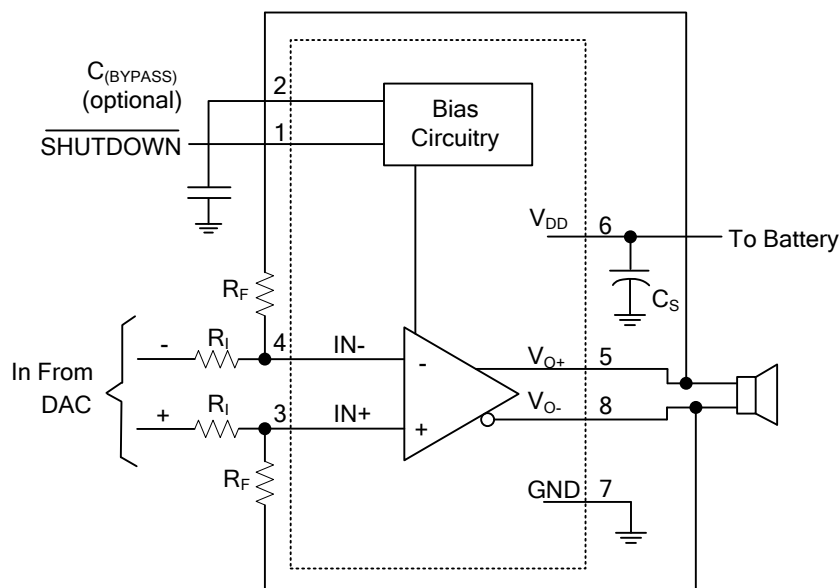 C(BYPASS)
(optional)
2
SHUTDOWN
1
Bias
Circuitry
VDD
6
To Battery
CS
RF
In From
DAC
-
RI
4
IN-
-
VO+
5
+
RI
3
IN+
+
VO-
8
RF
GND
7